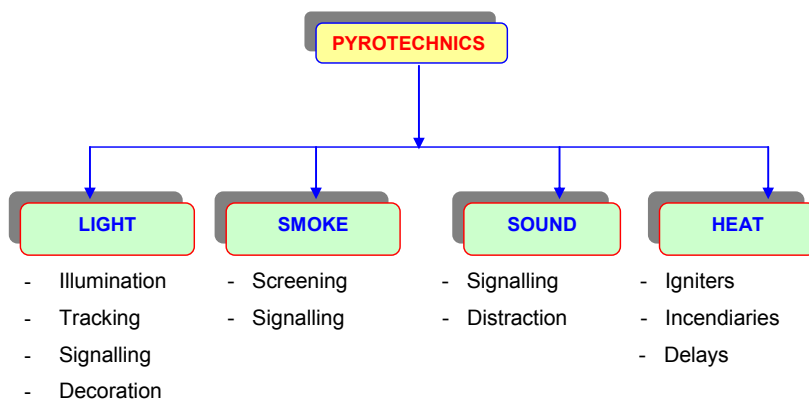 PYROTECHNICS
LIGHT
- Illumination
- Tracking
- Signalling
- Decoration
SMOKE
- Screening
- Signalling
SOUND
- Signalling
- Distraction
HEAT
- Igniters
- Incendiaries
- Delays